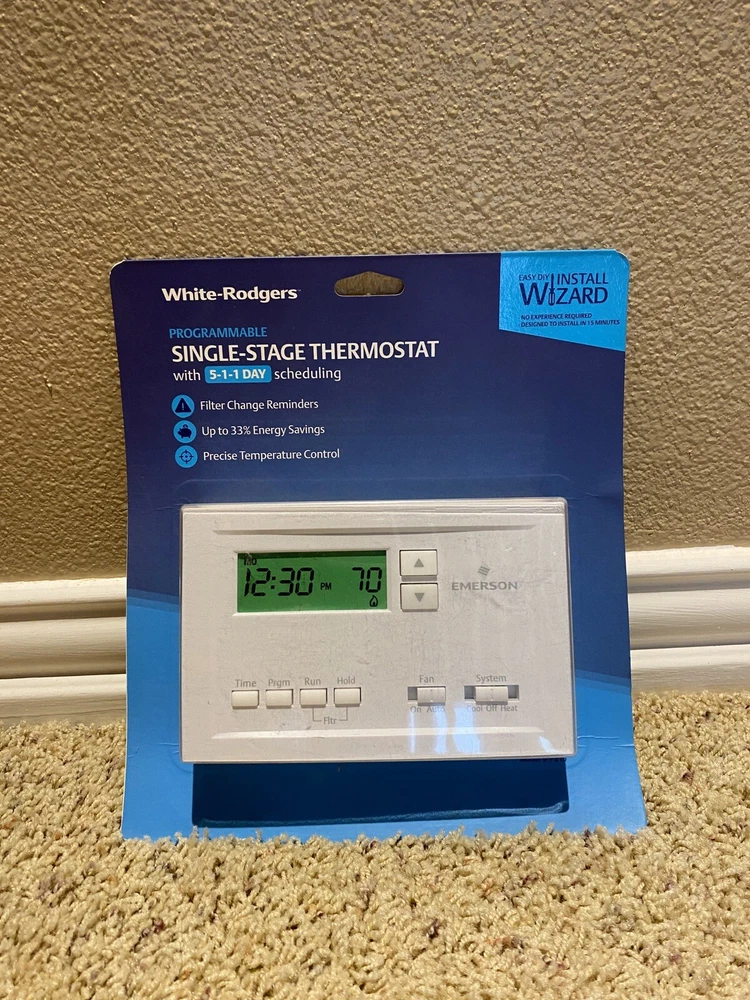 White-Rodgers
EASY DIY INSTALL
WIZARD
NO EXPERIENCE REQUIRED
DESIGNED TO INSTALL IN 15 MINUTES
PROGRAMMABLE
SINGLE-STAGE THERMOSTAT
with 5-1-1 DAY scheduling
Filter Change Reminders
Up to 33% Energy Savings
Precise Temperature Control
12:30 PM 70
EMERSON
Time Prgm Run Hold
Fltr
Fan
On Auto
System
Cool Off Heat